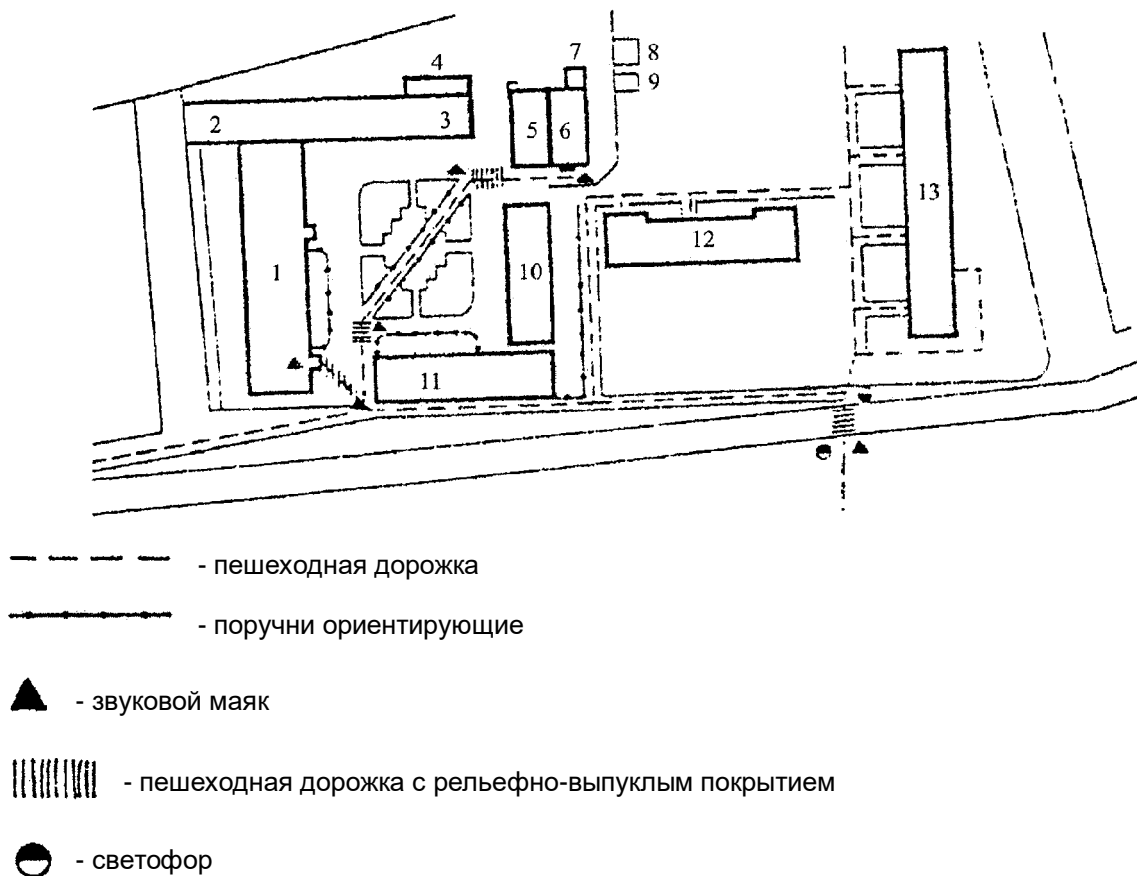 4
7
8
9
2
3
5
6
13
12
1
10
11
- пешеходная дорожка
- поручни ориентирующие
- звуковой маяк
- пешеходная дорожка с рельефно-выпуклым покрытием
- светофор